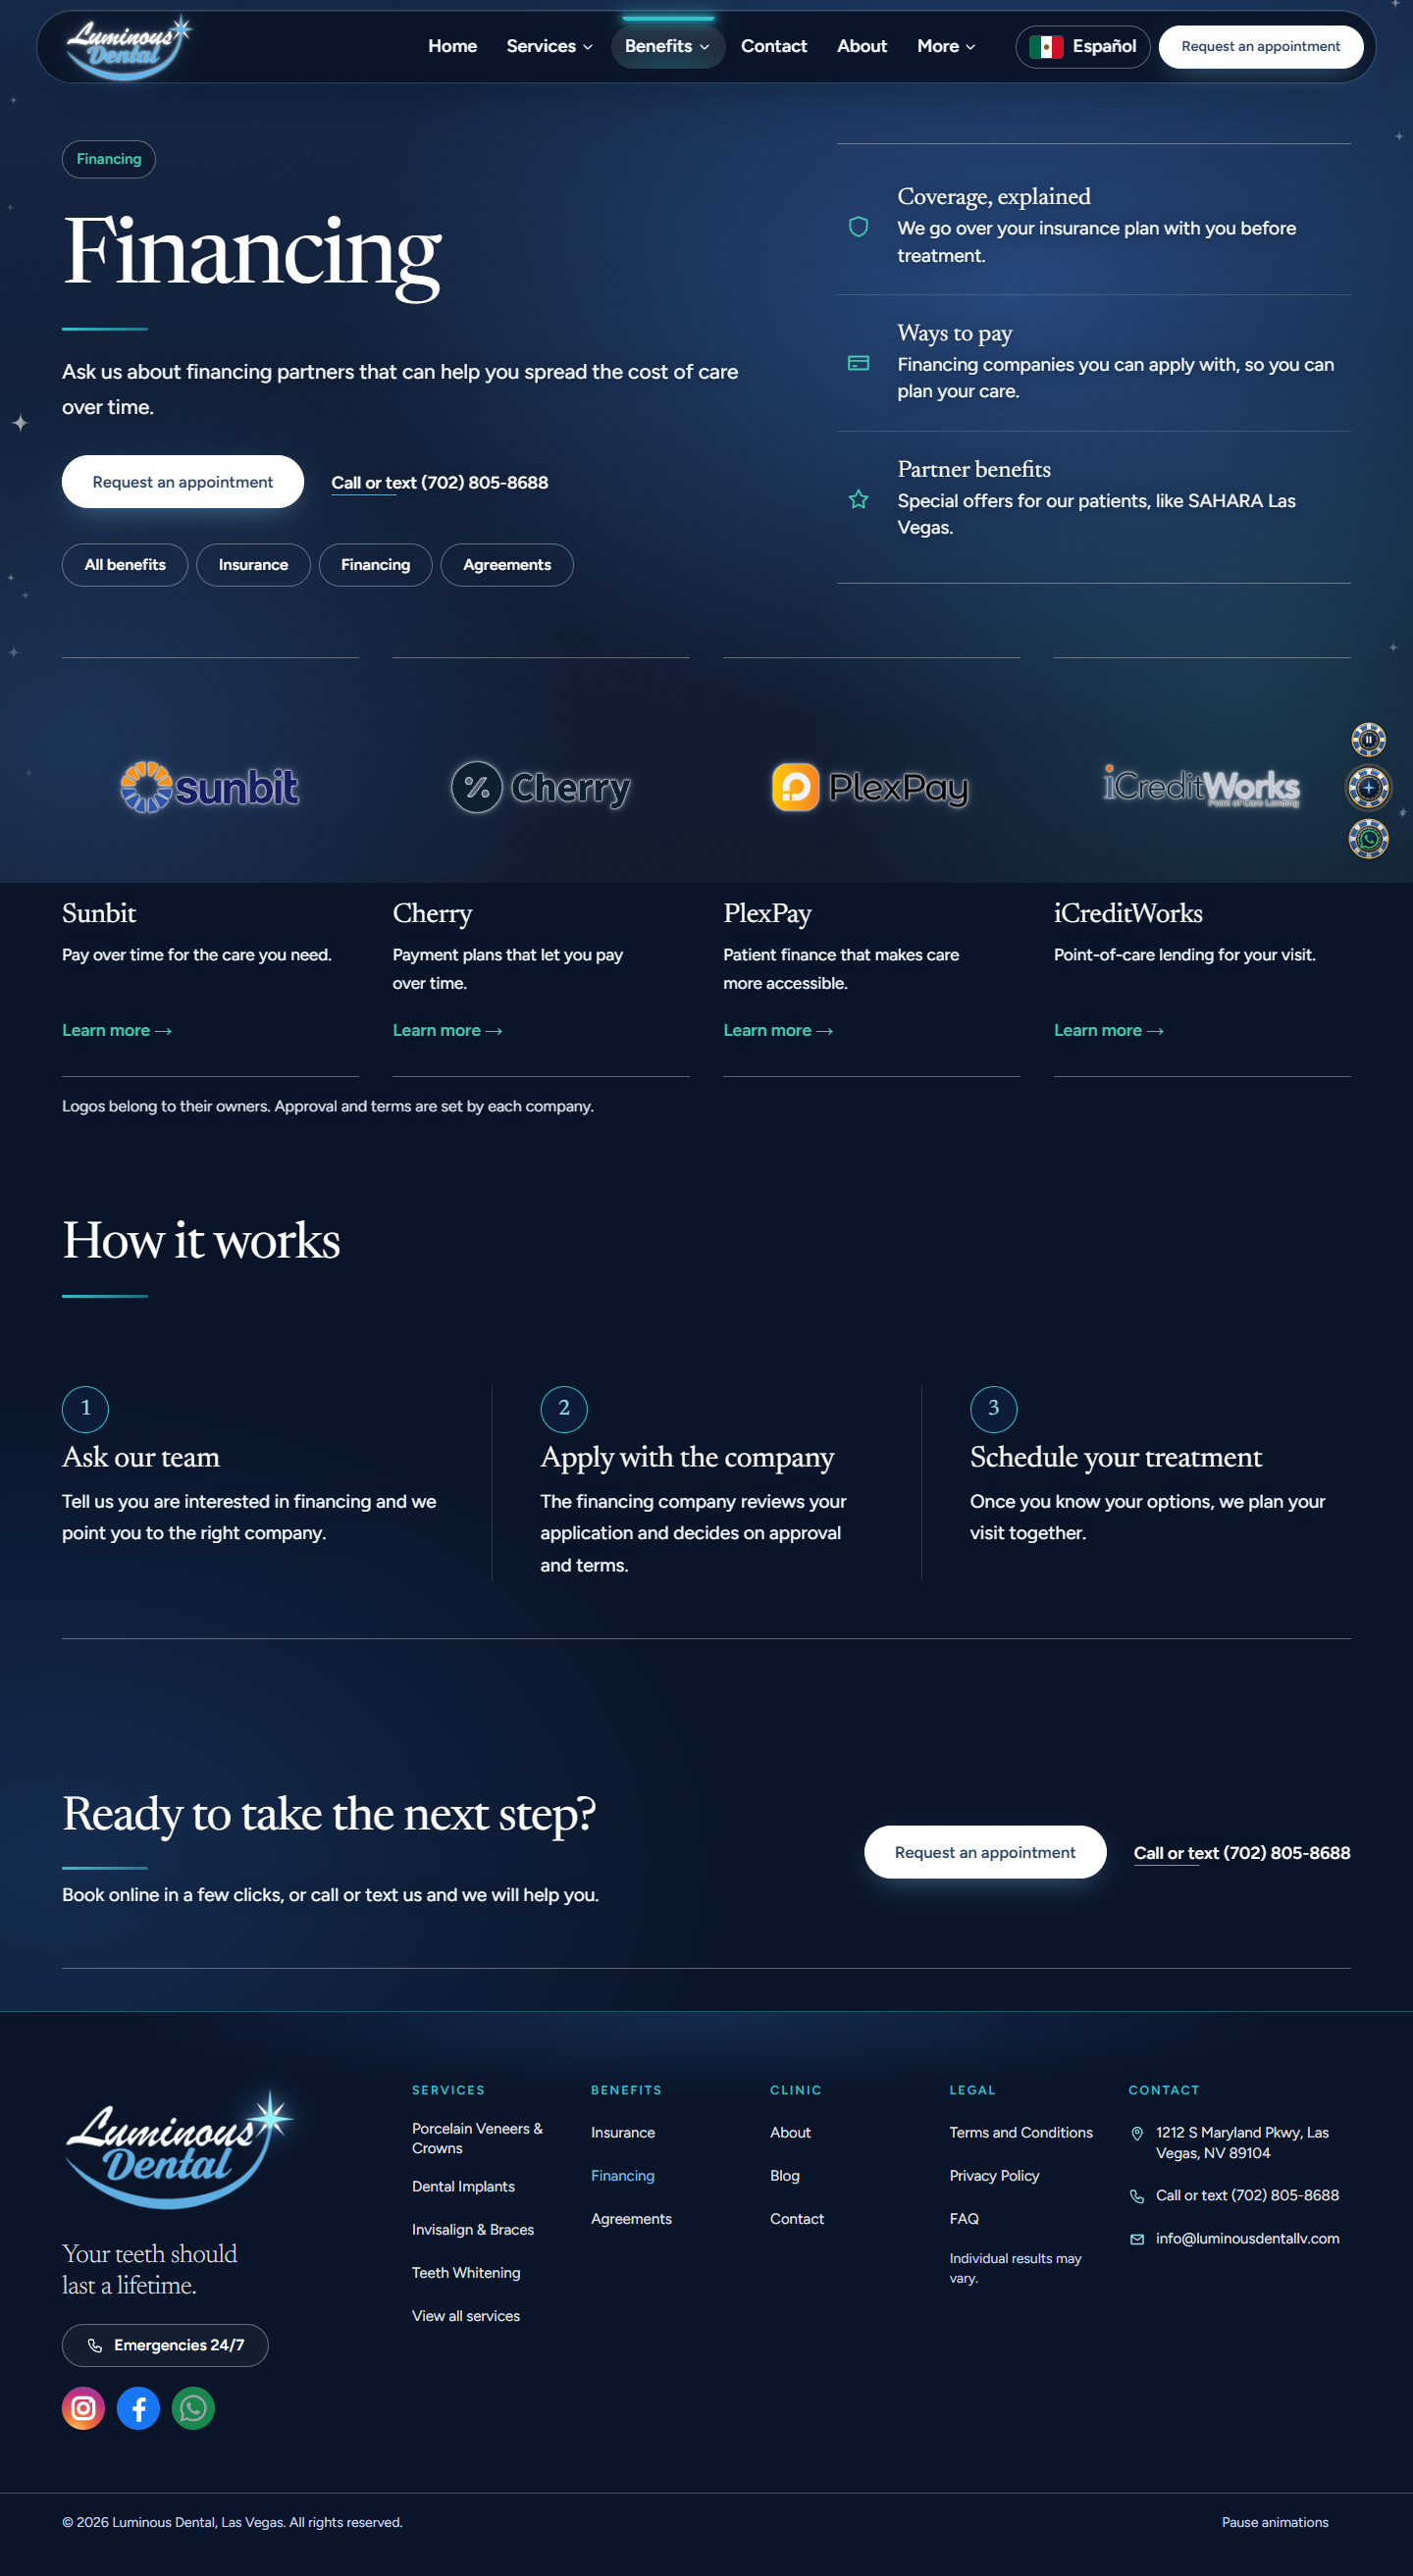 Luminous
Dental
Home
Services
Benefits
Contact
About
More
Español
Request an appointment
Financing
Financing
Ask us about financing partners that can help you spread the cost of care
over time.
Request an appointment
Call or text (702) 805-8688
All benefits
Insurance
Financing
Agreements
Coverage, explained
We go over your insurance plan with you before
treatment.
Ways to pay
Financing companies you can apply with, so you can
plan your care.
Partner benefits
Special offers for our patients, like SAHARA Las
Vegas.
sunbit
Cherry
PlexPay
iCreditWorks
Point of Care Lending
Sunbit
Pay over time for the care you need.
Learn more →
Cherry
Payment plans that let you pay
over time.
Learn more →
PlexPay
Patient finance that makes care
more accessible.
Learn more →
iCreditWorks
Point-of-care lending for your visit.
Learn more →
Logos belong to their owners. Approval and terms are set by each company.
How it works
1
Ask our team
Tell us you are interested in financing and we
point you to the right company.
2
Apply with the company
The financing company reviews your
application and decides on approval
and terms.
3
Schedule your treatment
Once you know your options, we plan your
visit together.
Ready to take the next step?
Book online in a few clicks, or call or text us and we will help you.
Request an appointment
Call or text (702) 805-8688
Luminous
Dental
Your teeth should
last a lifetime.
Emergencies 24/7
SERVICES
Porcelain Veneers &
Crowns
Dental Implants
Invisalign & Braces
Teeth Whitening
View all services
BENEFITS
Insurance
Financing
Agreements
CLINIC
About
Blog
Contact
LEGAL
Terms and Conditions
Privacy Policy
FAQ
Individual results may
vary.
CONTACT
1212 S Maryland Pkwy, Las
Vegas, NV 89104
Call or text (702) 805-8688
info@luminousdentallv.com
© 2026 Luminous Dental, Las Vegas. All rights reserved.
Pause animations